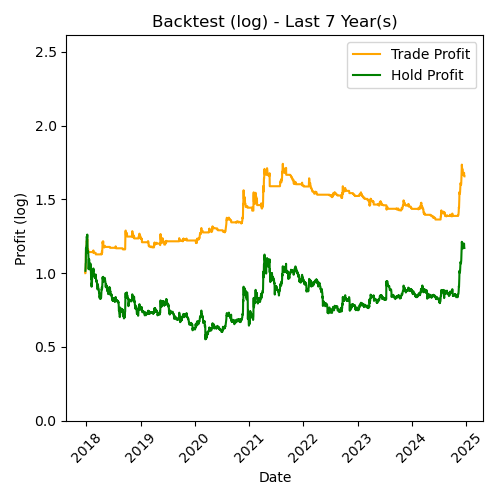 Backtest (log) - Last 7 Year(s)
Trade Profit
Hold Profit
Profit (log)
2.5
2.0
1.5
1.0
0.5
0.0
2018 2019 2020 2021 2022 2023 2024 2025
Date